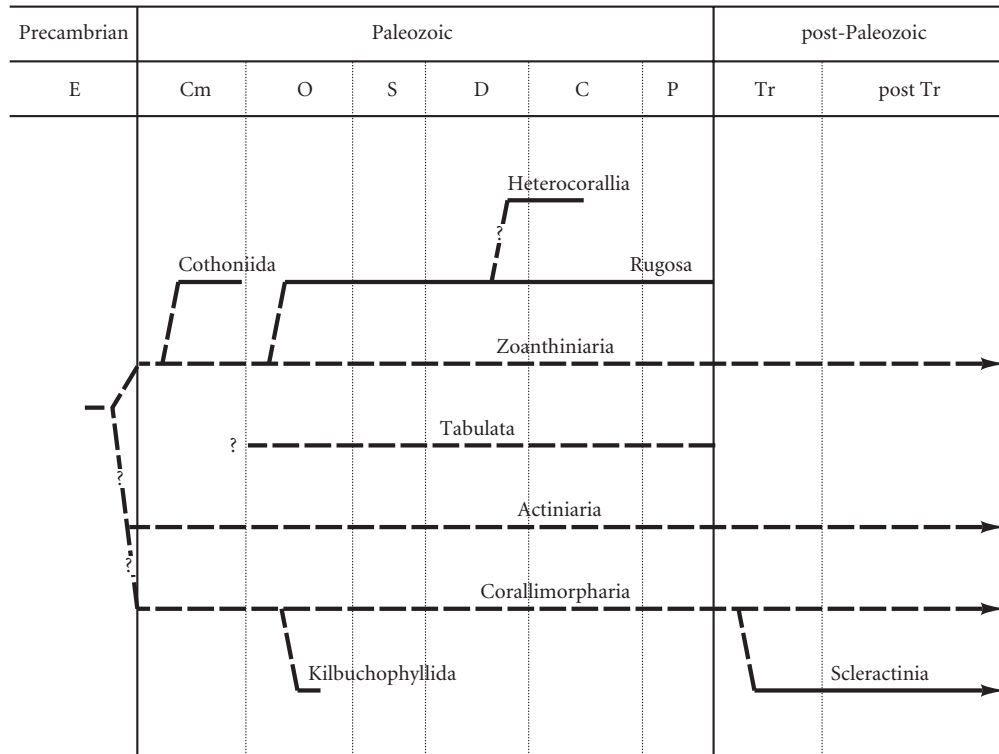 Precambrian Paleozoic post-Paleozoic
E Cm O S D C P Tr post Tr
Heterocorallia
?
Cothoniida Rugosa
Zoanthiniaria
Tabulata
?
?
Actiniaria
?
Corallimorpharia
Kilbuchophyllida Scleractinia